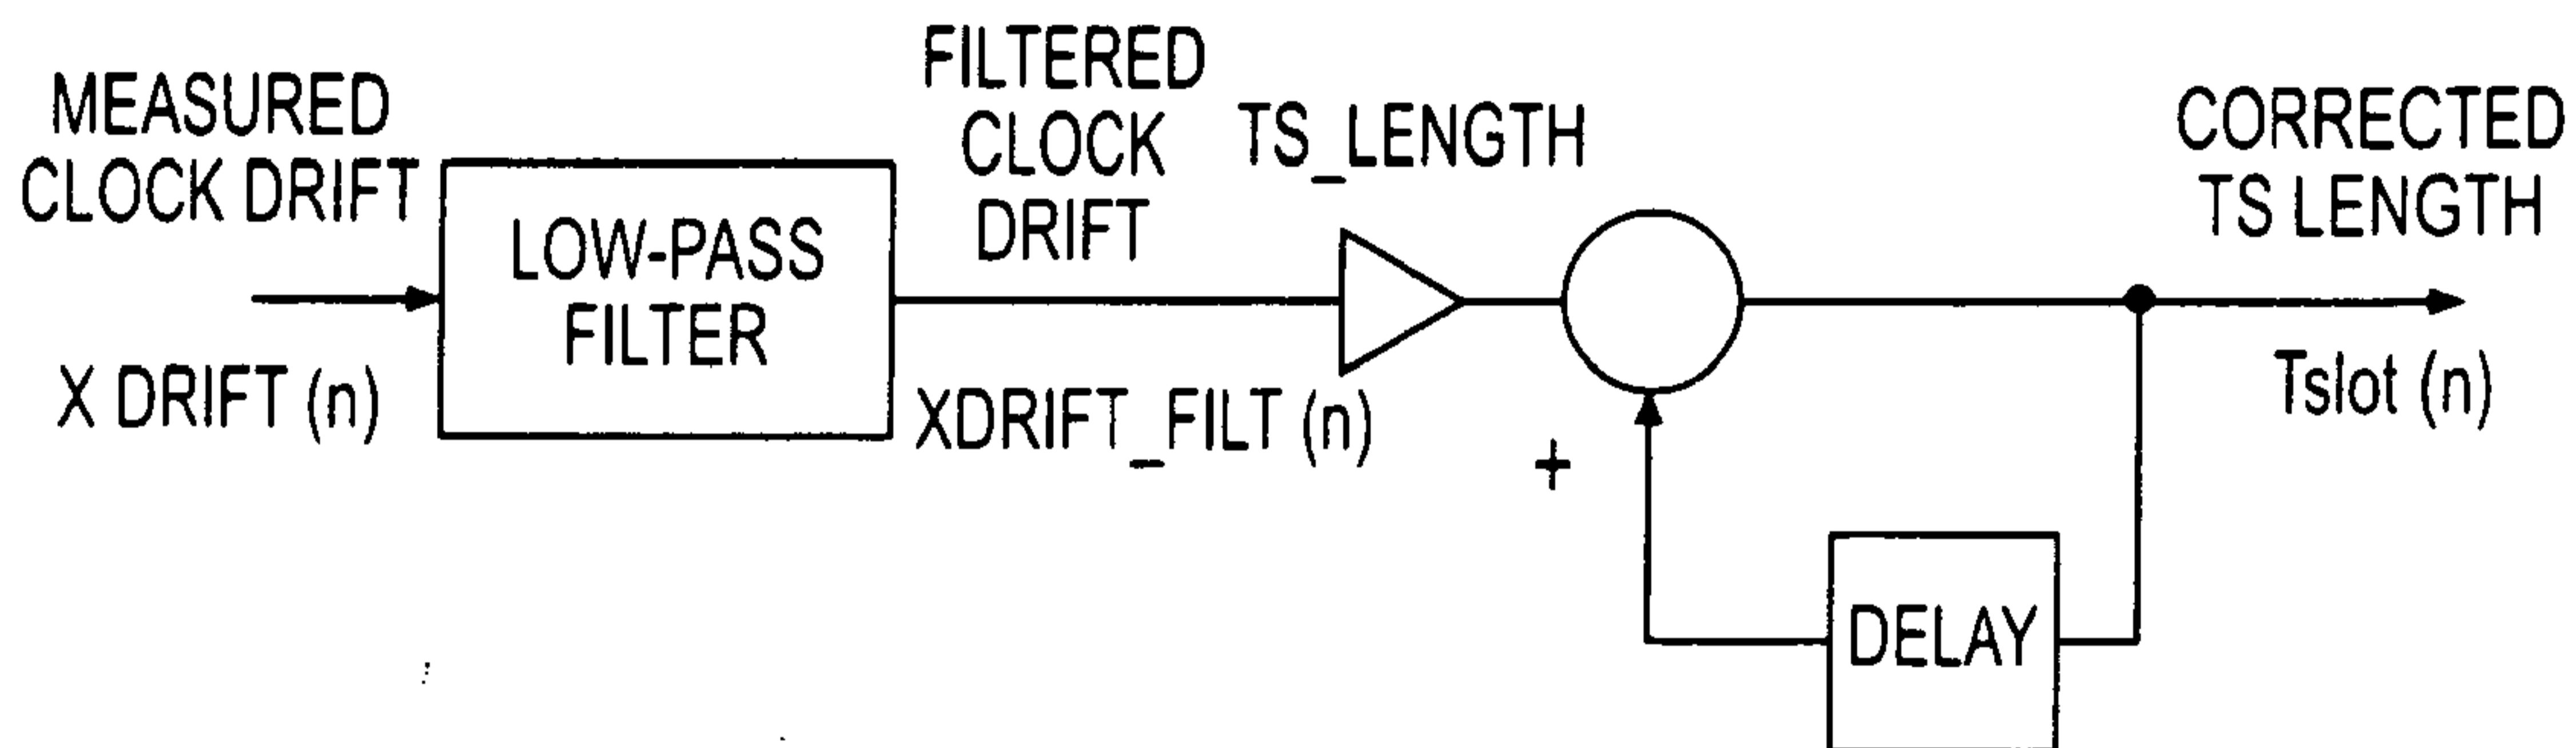 MEASURED
CLOCK DRIFT
X DRIFT (n)
LOW-PASS
FILTER
FILTERED
CLOCK
DRIFT
XDRIFT_FILT (n)
TS_LENGTH
+
DELAY
CORRECTED
TS LENGTH
Tslot (n)